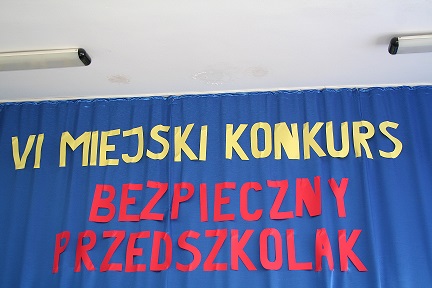 VI MIEJSKI KONKURS
BEZPIECZNY
PRZEDSZKOLAK